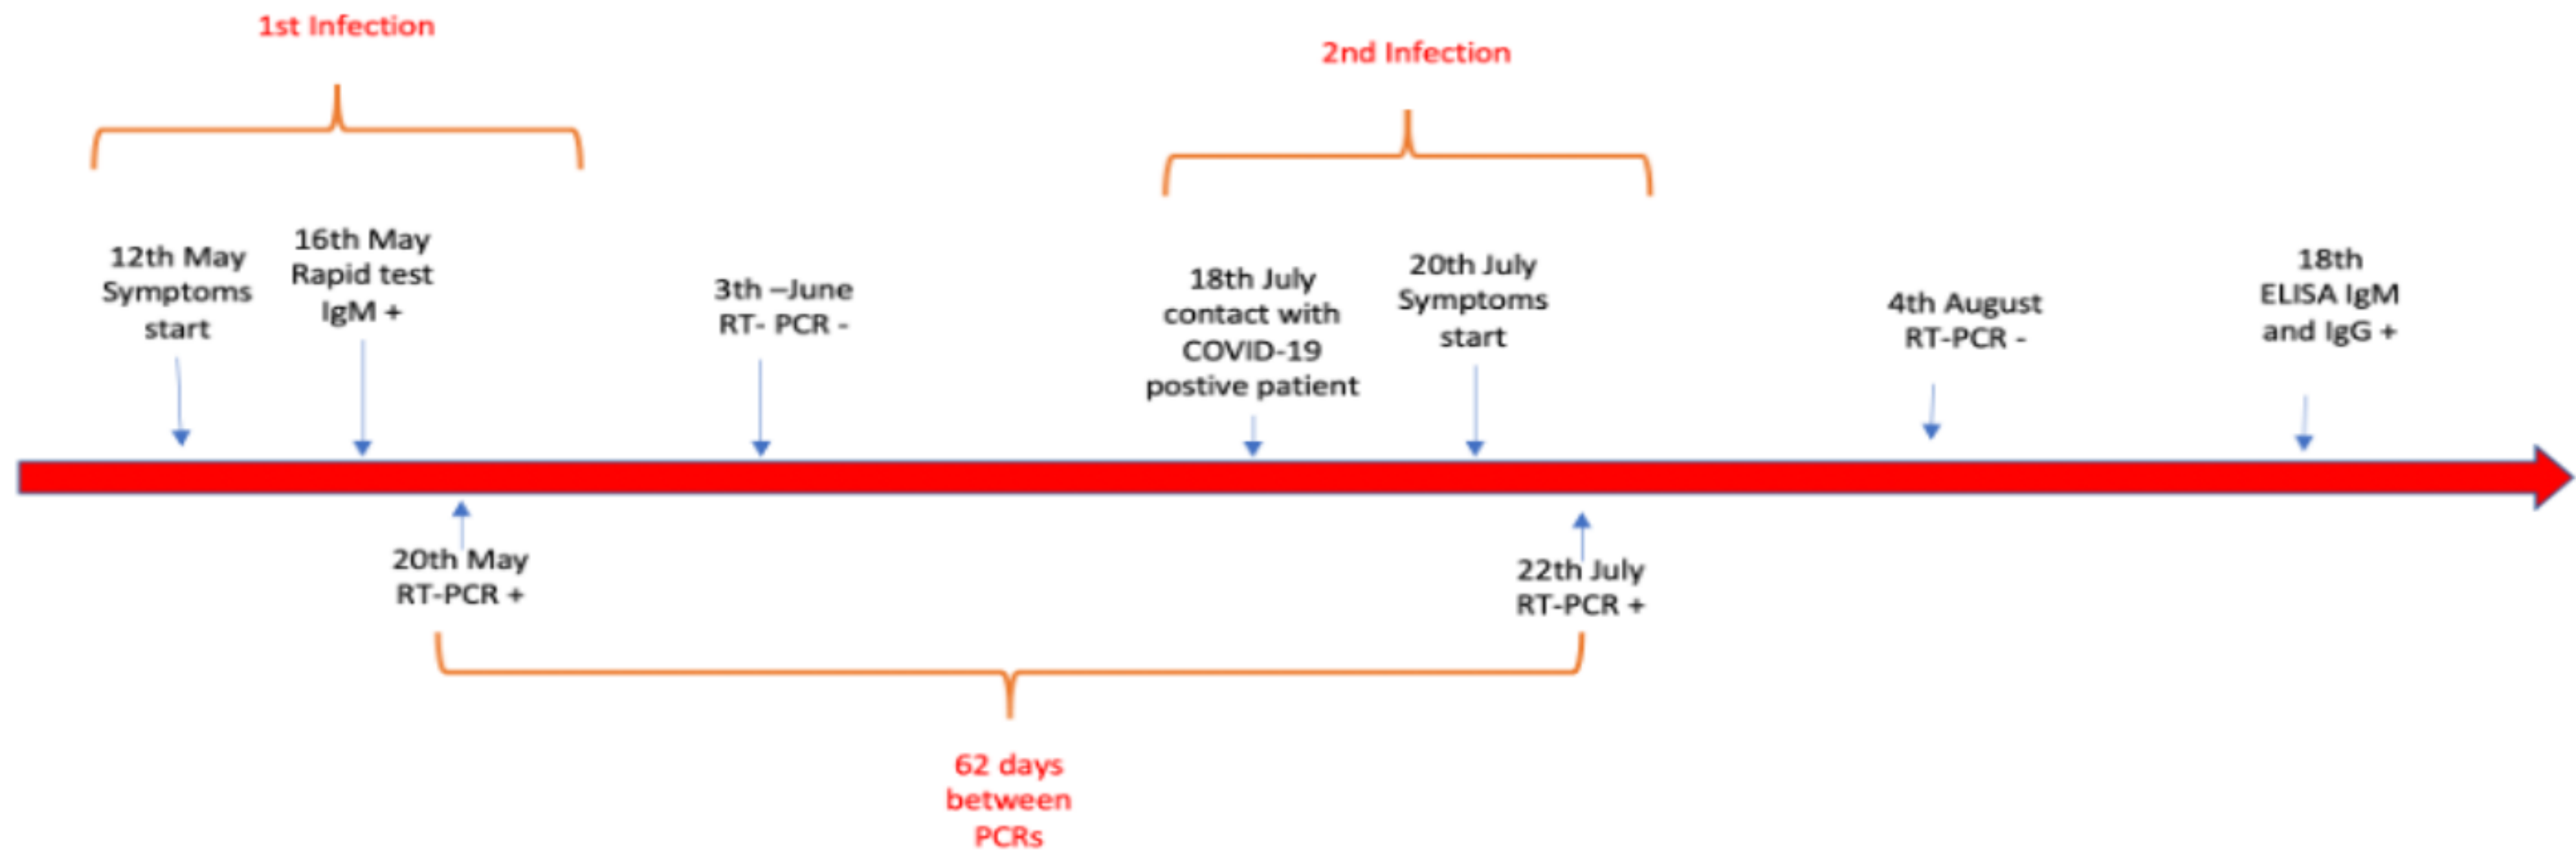 1st Infection
2nd Infection
12th May
Symptoms
start
16th May
Rapid test
IgM +
3th –June
RT- PCR -
18th July
contact with
COVID-19
postive patient
20th July
Symptoms
start
4th August
RT-PCR -
18th
ELISA IgM
and IgG +
20th May
RT-PCR +
22th July
RT-PCR +
62 days
between
PCRs